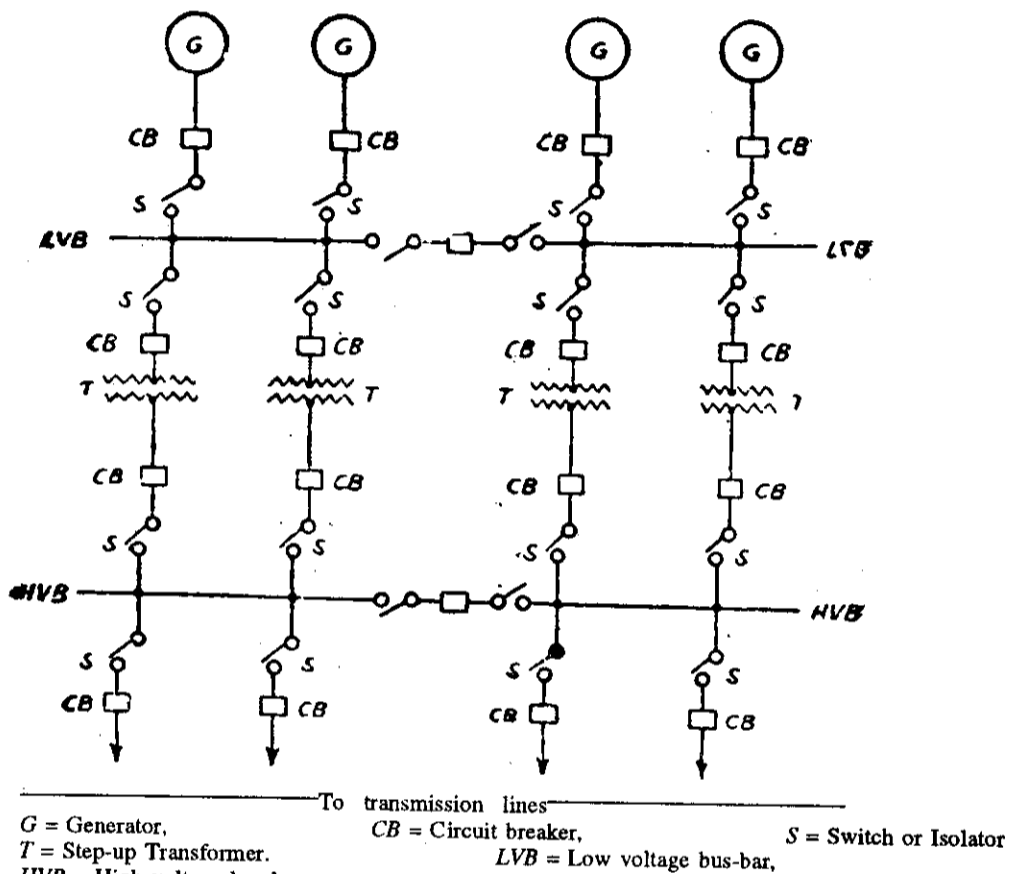 G G G G
CB CB CB CB
S S S S
LVB
S S S S
CB CB CB CB
T T T
CB CB CB CB
S S S S
HVB HVB
S S S S
CB CB CB CB
To transmission lines
G = Generator, CB = Circuit breaker, S = Switch or Isolator
T = Step-up Transformer. LVB = Low voltage bus-bar,